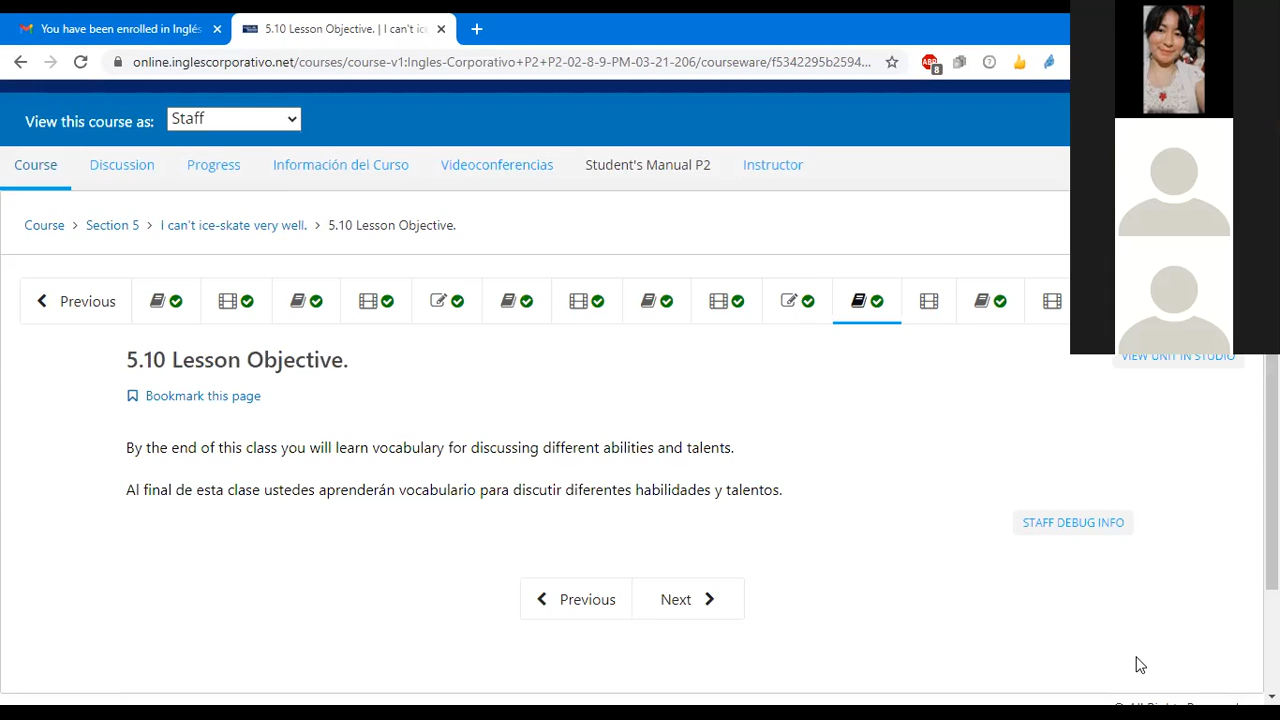 You have been enrolled in Inglés
5.10 Lesson Objective. | I can't ice
online.inglescorporativo.net/courses/course-v1:Ingles-Corporativo+P2+P2-02-8-9-PM-03-21-206/courseware/f5342295b2594...
ABP
8
View this course as:
Staff
Course
Discussion
Progress
Información del Curso
Videoconferencias
Student's Manual P2
Instructor
Course > Section 5 > I can't ice-skate very well. > 5.10 Lesson Objective.
Previous
5.10 Lesson Objective.
VIEW UNIT IN STUDIO
Bookmark this page
By the end of this class you will learn vocabulary for discussing different abilities and talents.
Al final de esta clase ustedes aprenderán vocabulario para discutir diferentes habilidades y talentos.
STAFF DEBUG INFO
Previous
Next